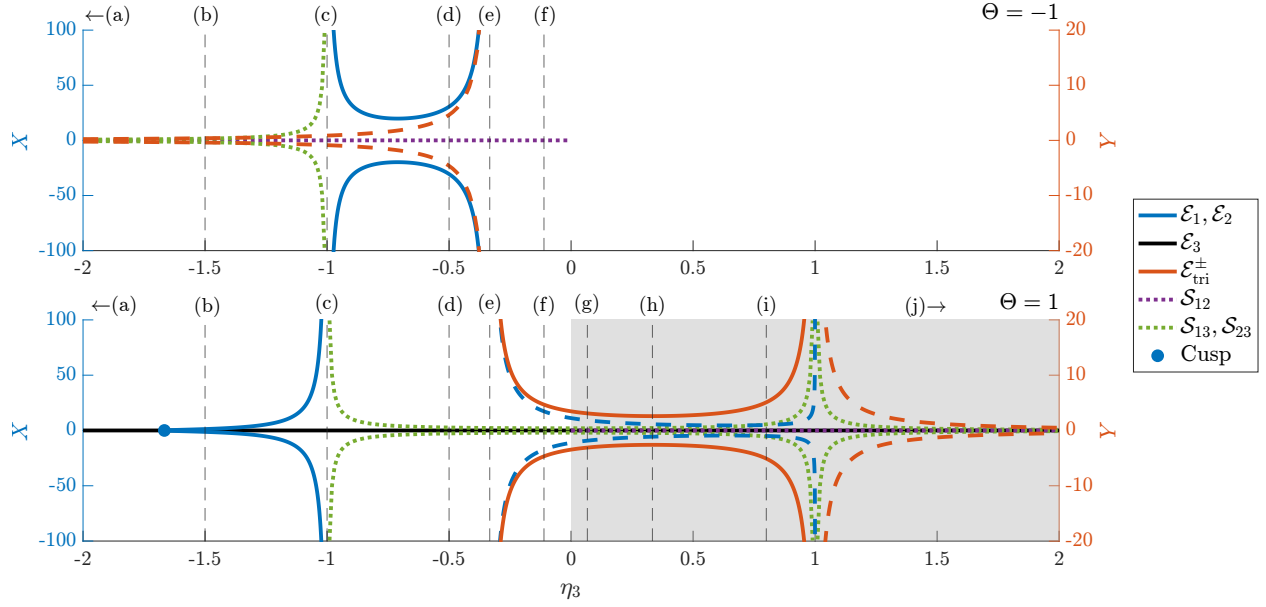 ←(a) (b) (c) (d) (e) (f) Θ = −1
100 20
50 10
X 0 0 Y
-50 -10
-100 -20
-2 -1.5 -1 -0.5 0 0.5 1 1.5 2
←(a) (b) (c) (d) (e) (f) (g) (h) (i) (j)→ Θ = 1
100 20
50 10
X 0 0 Y
-50 -10
-100 -20
-2 -1.5 -1 -0.5 0 0.5 1 1.5 2
η₃
ℰ₁, ℰ₂
ℰ₃
ℰ±tri
𝒮₁₂
𝒮₁₃, 𝒮₂₃
Cusp